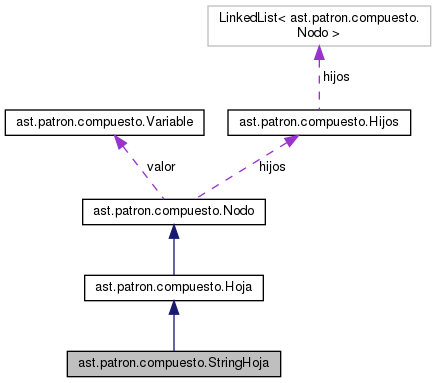 LinkedList< ast.patron.compuesto.
Nodo >
hijos
ast.patron.compuesto.Variable
ast.patron.compuesto.Hijos
valor
hijos
ast.patron.compuesto.Nodo
ast.patron.compuesto.Hoja
ast.patron.compuesto.StringHoja